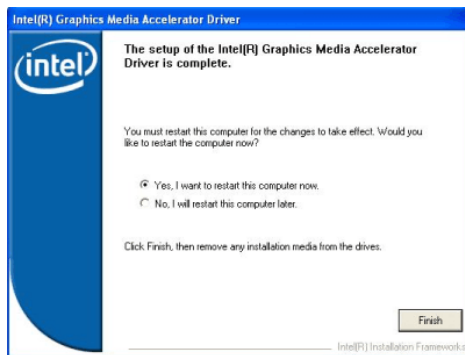 Intel(R) Graphics Media Accelerator Driver
intel
The setup of the Intel(R) Graphics Media Accelerator
Driver is complete.
You must restart this computer for the changes to take effect. Would you
like to restart the computer now?
Yes, I want to restart this computer now.
No, I will restart this computer later.
Click Finish, then remove any installation media from the drives.
Finish
Intel(R) Installation Frameworks